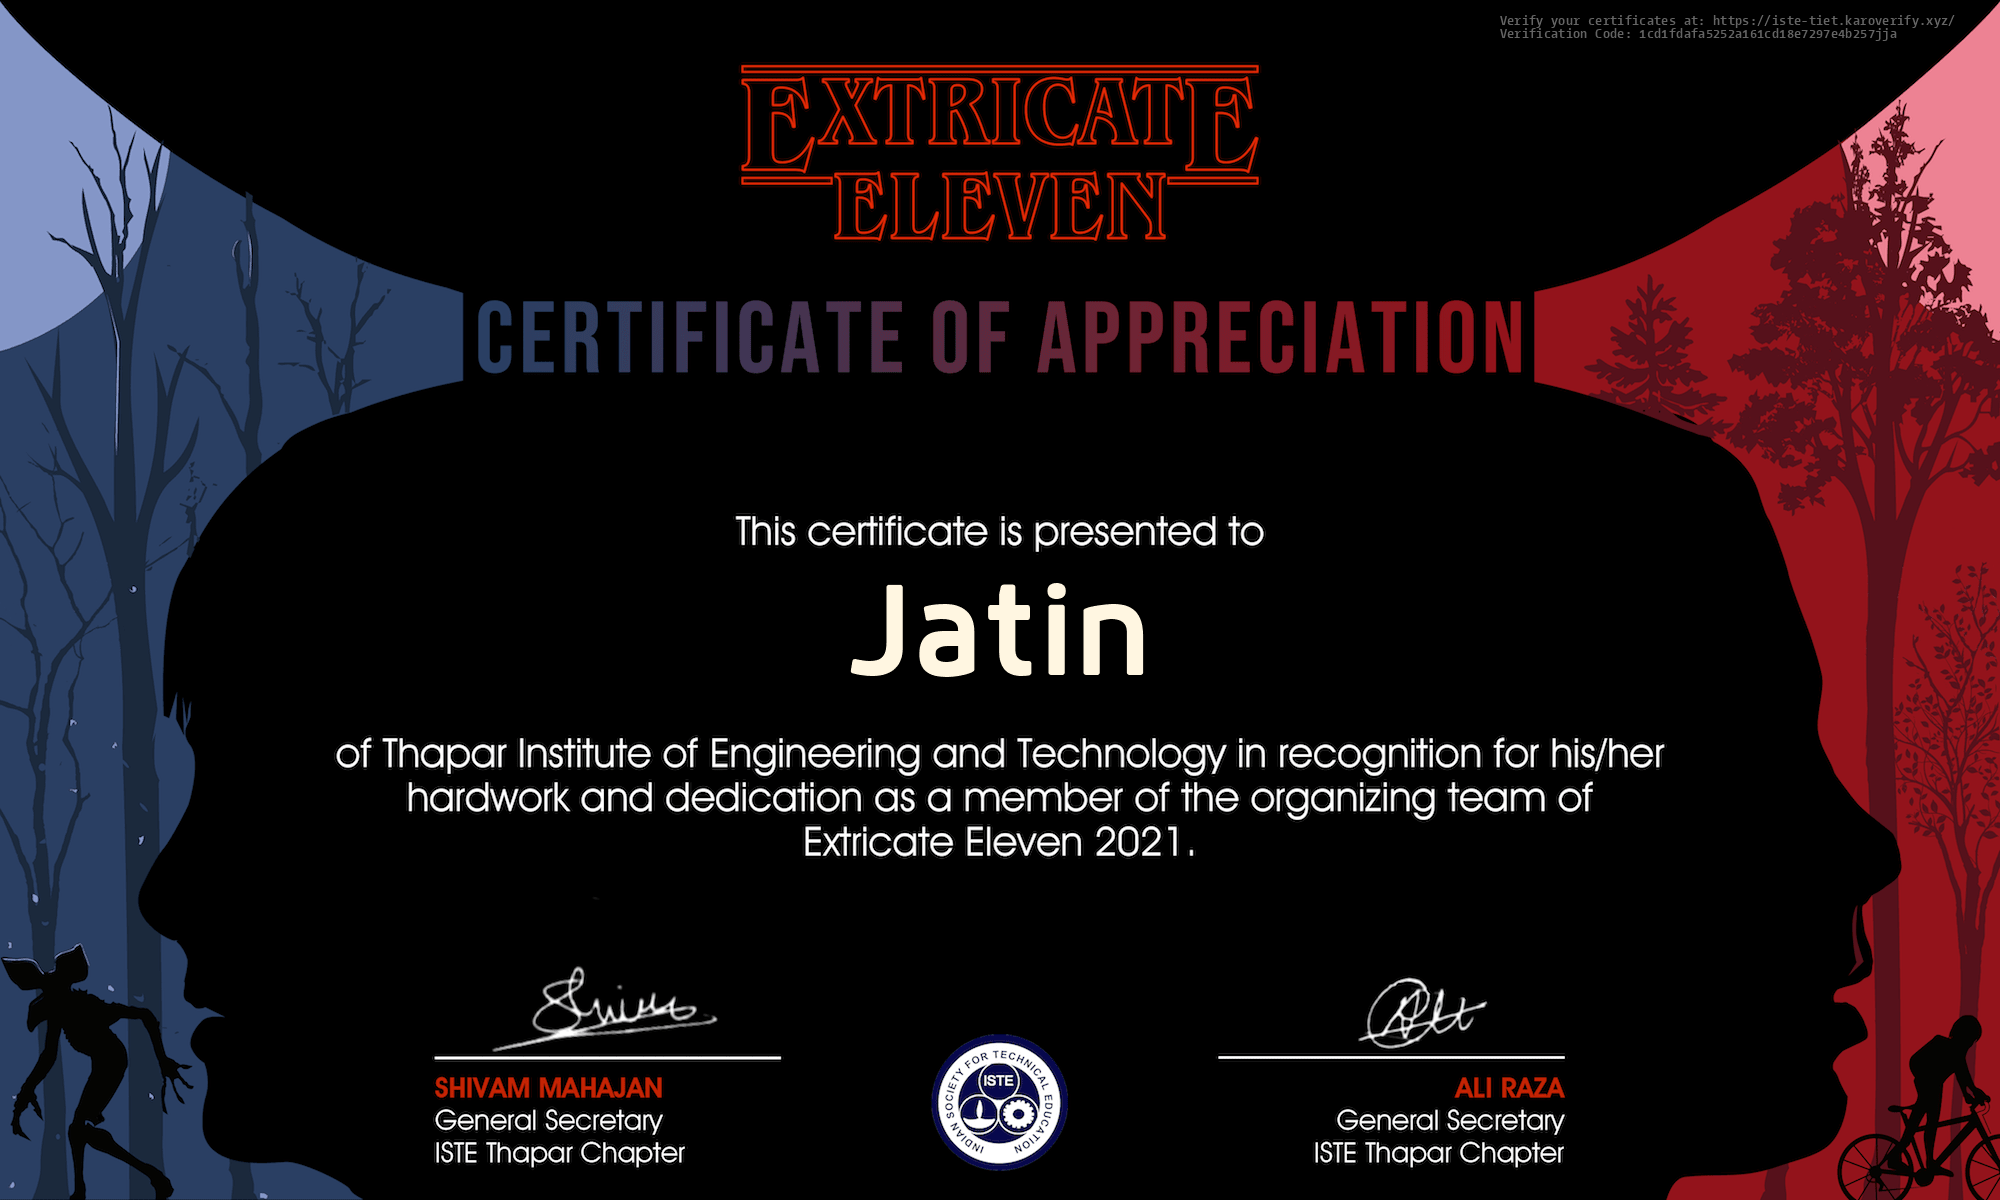 Verify your certificates at: https://iste-tiet.karoverify.xyz/
Verification Code: 1cd1fdafa5252a161cd18e7297e4b257jja
EXTRICATE
ELEVEN
CERTIFICATE OF APPRECIATION
This certificate is presented to
Jatin
of Thapar Institute of Engineering and Technology in recognition for his/her
hardwork and dedication as a member of the organizing team of
Extricate Eleven 2021.
SHIVAM MAHAJAN
General Secretary
ISTE Thapar Chapter
INDIAN SOCIETY FOR TECHNICAL EDUCATION
ISTE
ALI RAZA
General Secretary
ISTE Thapar Chapter